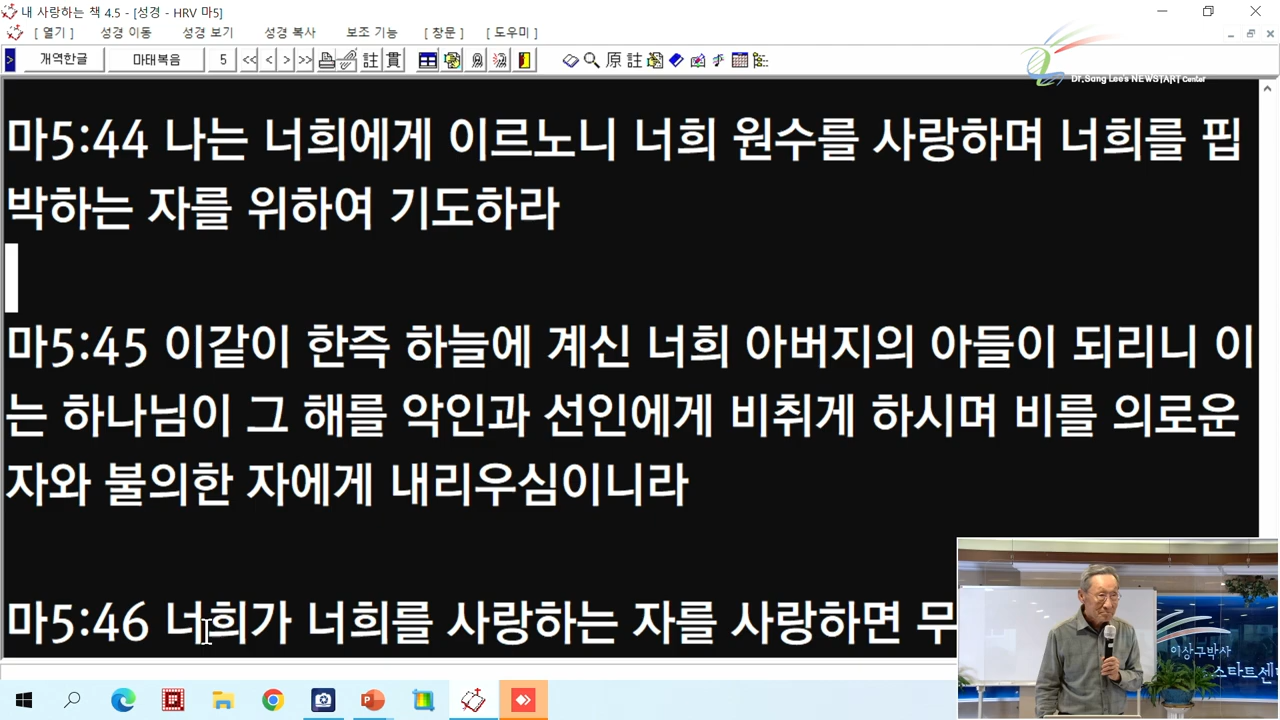 내 사랑하는 책 4.5 - [성경 - HRV 마5]
[ 열기 ] 성경 이동 성경 보기 성경 복사 보조 기능 [ 창문 ] [ 도우미 ]
개역한글 마태복음 5 << < > >> 註 貫 原 註
Dr.Sang Lee's NEWSTART Center
마5:44 나는 너희에게 이르노니 너희 원수를 사랑하며 너희를 핍
박하는 자를 위하여 기도하라
마5:45 이같이 한즉 하늘에 계신 너희 아버지의 아들이 되리니 이
는 하나님이 그 해를 악인과 선인에게 비취게 하시며 비를 의로운
자와 불의한 자에게 내리우심이니라
마5:46 너희가 너희를 사랑하는 자를 사랑하면 무
이상구박사
스타트센